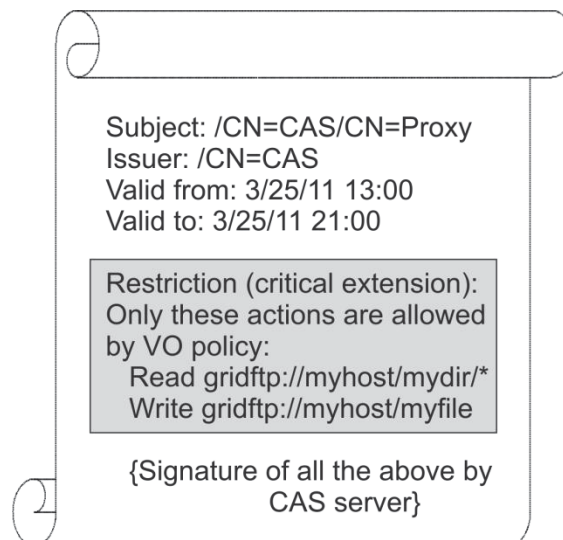 Subject: /CN=CAS/CN=Proxy
Issuer: /CN=CAS
Valid from: 3/25/11 13:00
Valid to: 3/25/11 21:00
Restriction (critical extension):
Only these actions are allowed
by VO policy:
Read gridftp://myhost/mydir/*
Write gridftp://myhost/myfile
{Signature of all the above by
CAS server}